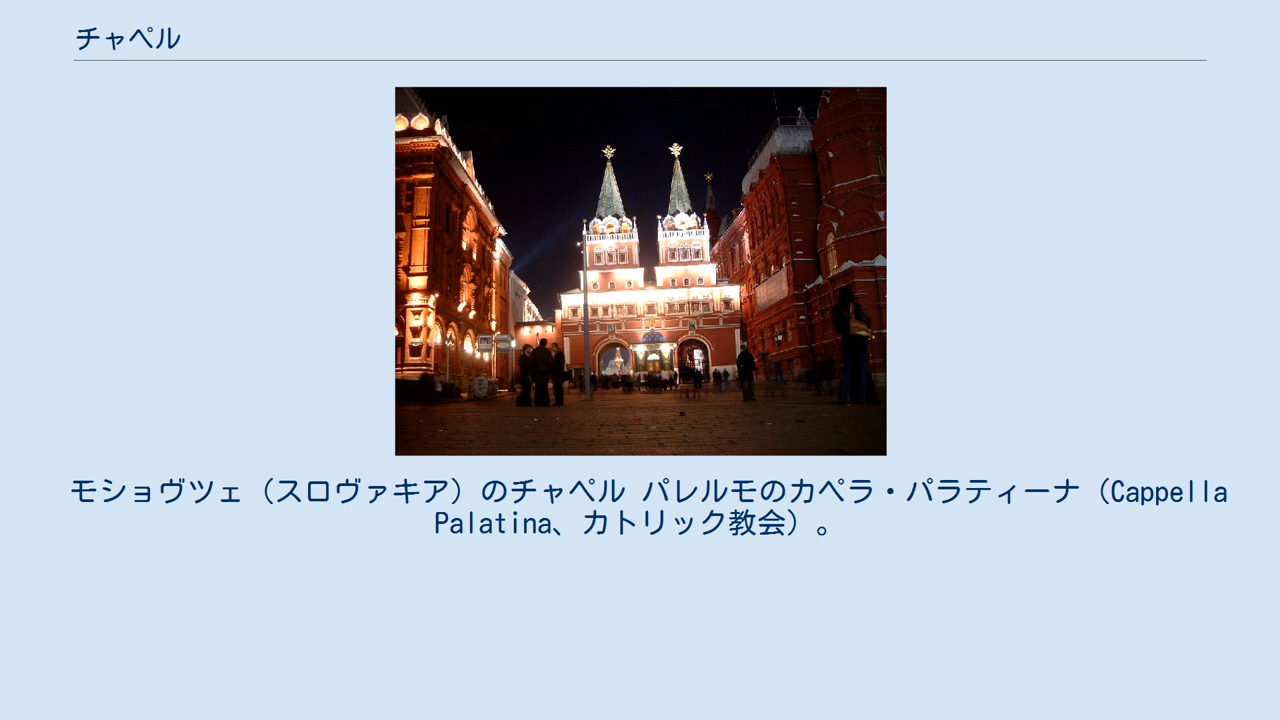 チャペル
モショヴツェ（スロヴァキア）のチャペル パレルモのカペラ・パラティーナ（Cappella
Palatina、カトリック教会）。